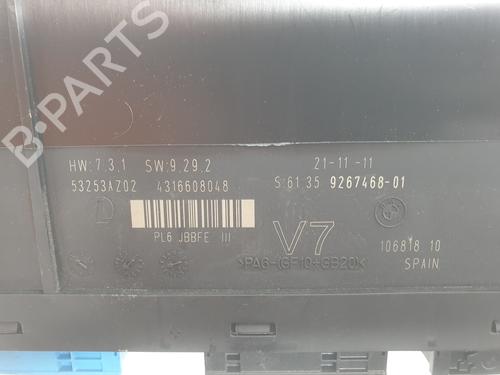 B-PARTS
HW:7.3.1 SW:9.29.2 21-11-11
53253AZ02 4316608048 S:61.35 9267468-01
D
PL6 JBBFE III V7 106818 10
>PA6-(GF10+GB20)< SPAIN